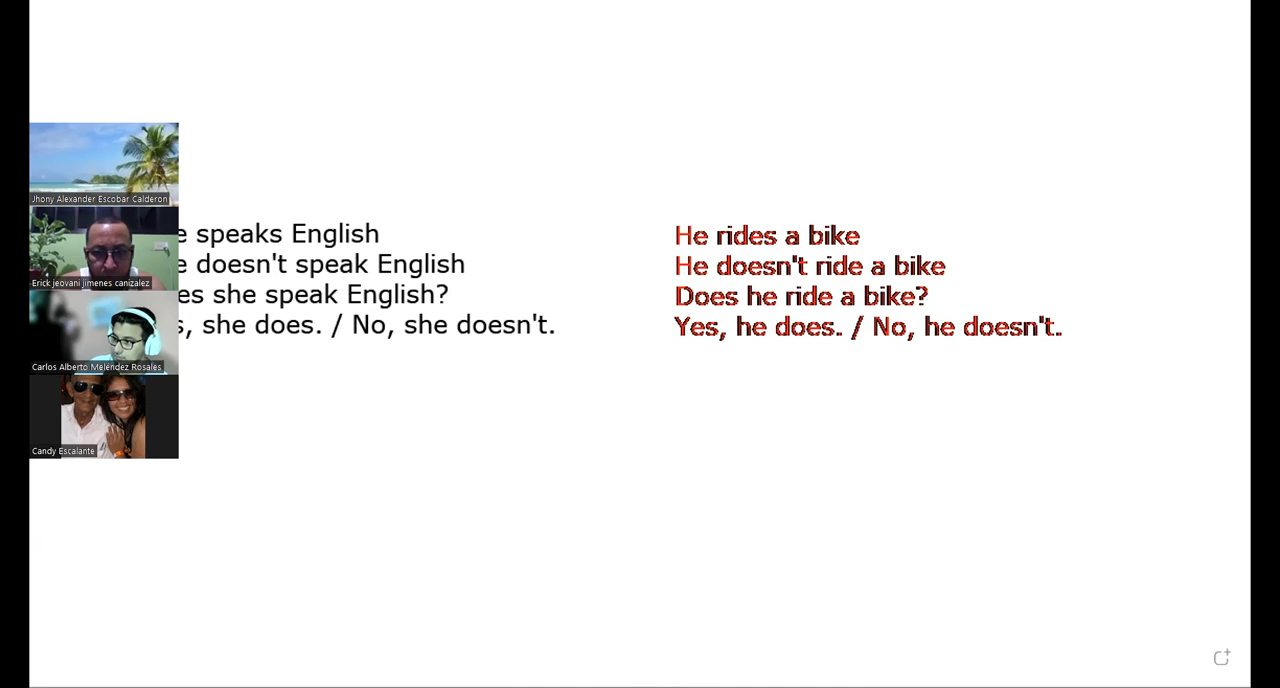 Jhony Alexander Escobar Calderon
Erick jeovani jimenes canizalez
Carlos Alberto Meléndez Rosales
Candy Escalante
e speaks English
e doesn't speak English
es she speak English?
s, she does. / No, she doesn't.
He rides a bike
He doesn't ride a bike
Does he ride a bike?
Yes, he does. / No, he doesn't.